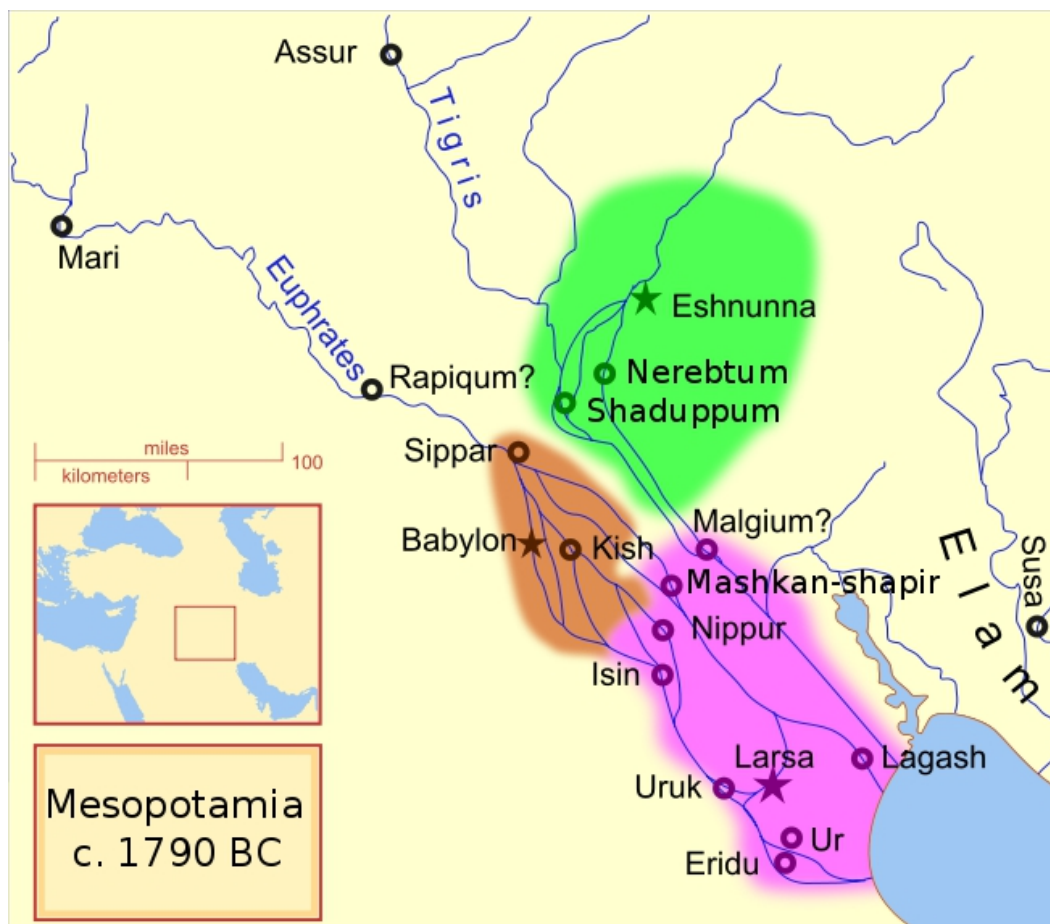 Assur
Tigris
Mari
Euphrates
Eshnunna
Rapiqum?
Nerebtum
Shaduppum
Sippar
miles
kilometers
100
Malgium?
Babylon
Kish
Mashkan-shapir
Elam
Susa
Nippur
Isin
Larsa
Lagash
Uruk
Ur
Eridu
Mesopotamia
c. 1790 BC